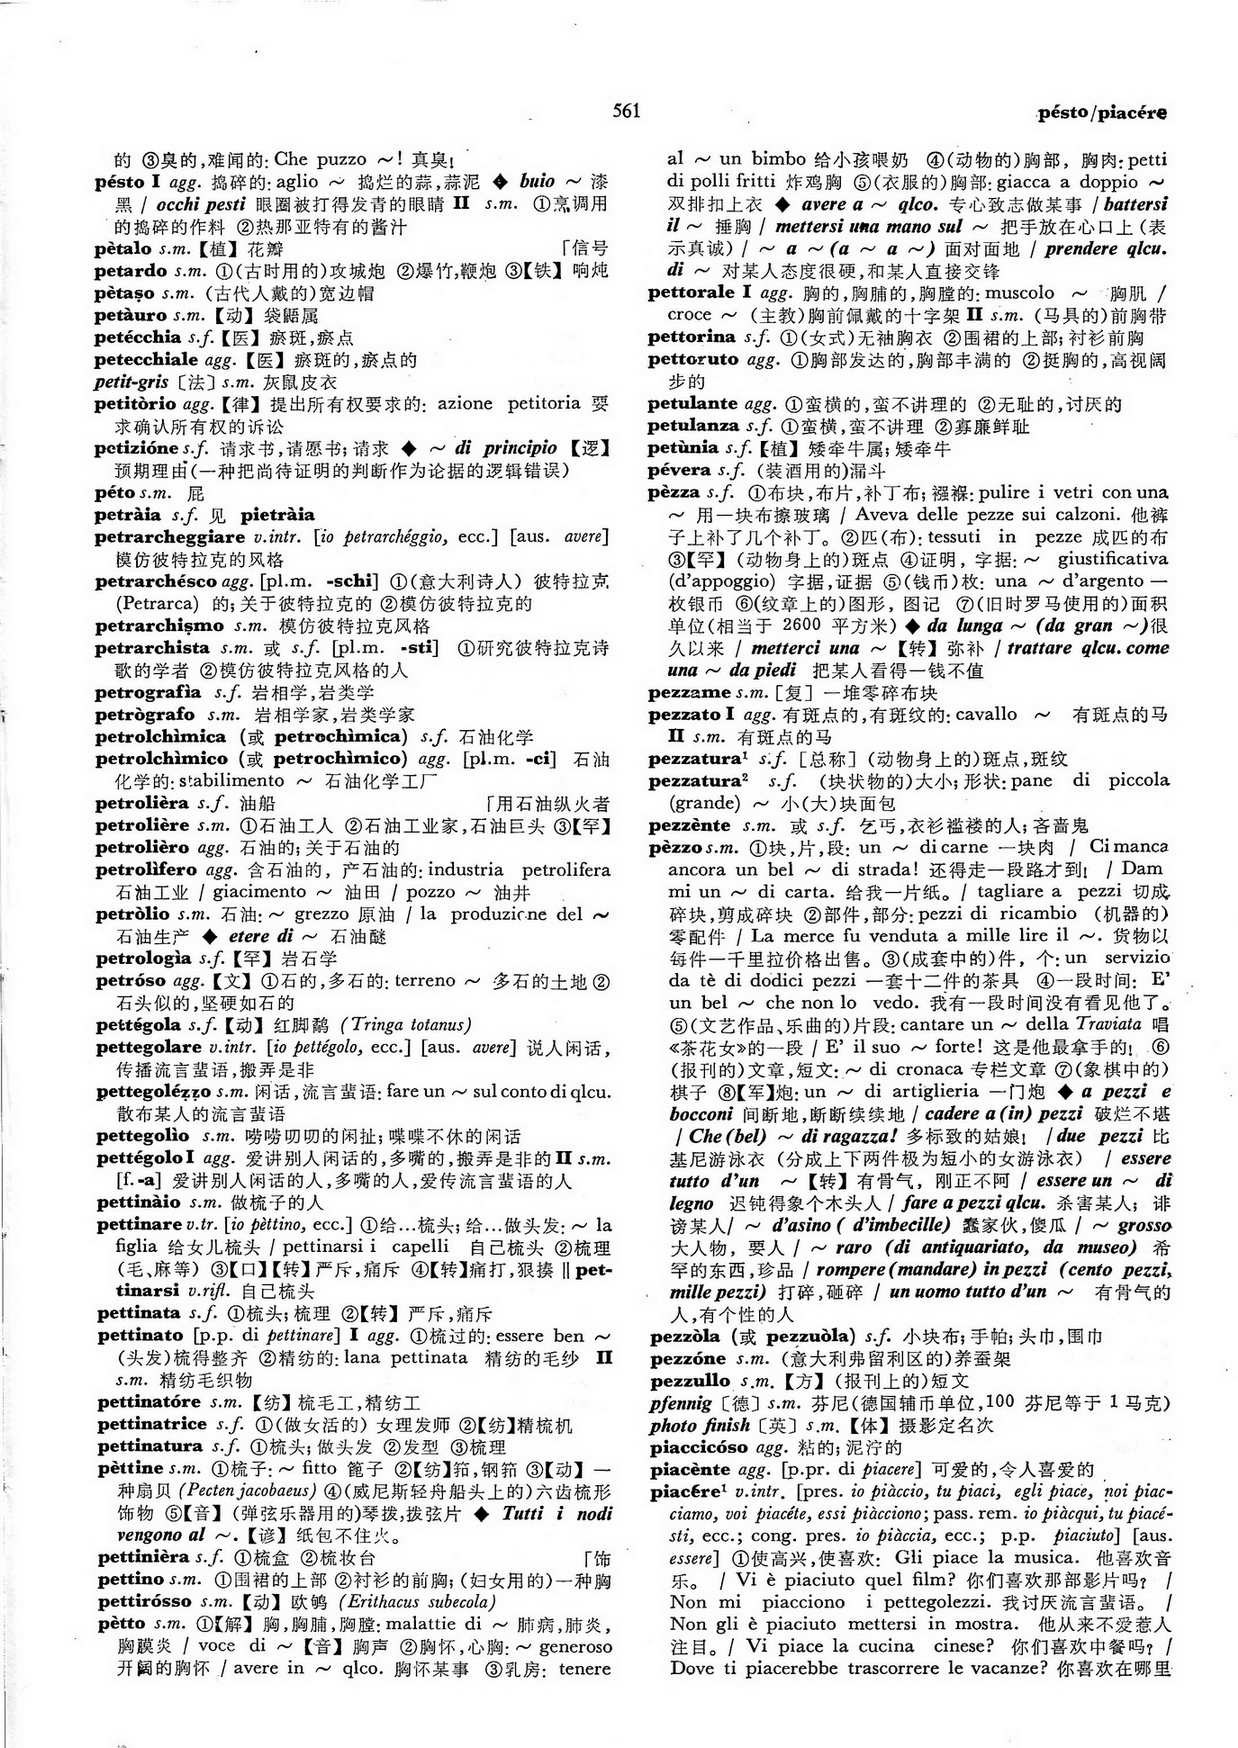 561
pésto/piacére
的 ③臭的,难闻的: Che puzzo ～! 真臭!
pésto I agg. 捣碎的: aglio ～ 捣烂的蒜,蒜泥 ◆ buio ～ 漆
黑 / occhi pesti 眼圈被打得发青的眼睛 II s.m. ①烹调用
的捣碎的作料 ②热那亚特有的酱汁
pètalo s.m.【植】花瓣 「信号
petardo s.m. ①(古时用的)攻城炮 ②爆竹,鞭炮 ③【铁】响炖
pètaṣo s.m. (古代人戴的)宽边帽
petàuro s.m.【动】袋鼯属
petécchia s.f.【医】瘀斑,瘀点
petecchiale agg.【医】瘀斑的,瘀点的
petit-gris〔法〕s.m. 灰鼠皮衣
petitòrio agg.【律】提出所有权要求的: azione petitoria 要
求确认所有权的诉讼
petizióne s.f. 请求书,请愿书;请求 ◆ ～ di principio【逻】
预期理由(一种把尚待证明的判断作为论据的逻辑错误)
péto s.m. 屁
petràia s.f. 见 pietràia
petrarcheggiare v.intr. [io petrarchéggio, ecc.] [aus. avere]
模仿彼特拉克的风格
petrarchésco agg. [pl.m. -schi] ①(意大利诗人) 彼特拉克
(Petrarca) 的;关于彼特拉克的 ②模仿彼特拉克的
petrarchiṣmo s.m. 模仿彼特拉克风格
petrarchista s.m. 或 s.f. [pl.m. -sti] ①研究彼特拉克诗
歌的学者 ②模仿彼特拉克风格的人
petrografìa s.f. 岩相学,岩类学
petrògrafo s.m. 岩相学家,岩类学家
petrolchìmica (或 petrochìmica) s.f. 石油化学
petrolchìmico (或 petrochìmico) agg. [pl.m. -ci] 石油
化学的: stabilimento ～ 石油化学工厂
petrolièra s.f. 油船 「用石油纵火者
petrolière s.m. ①石油工人 ②石油工业家,石油巨头 ③【罕】
petrolièro agg. 石油的;关于石油的
petrolìfero agg. 含石油的, 产石油的: industria petrolifera
石油工业 / giacimento ～ 油田 / pozzo ～ 油井
petròlio s.m. 石油: ～ grezzo 原油 / la produzione del ～
石油生产 ◆ etere di ～ 石油醚
petrologìa s.f.【罕】岩石学
petróso agg.【文】①石的,多石的: terreno ～ 多石的土地 ②
石头似的,坚硬如石的
pettégola s.f.【动】红脚鹬 (Tringa totanus)
pettegolare v.intr. [io pettégolo, ecc.] [aus. avere] 说人闲话,
传播流言蜚语,搬弄是非
pettegolézzo s.m. 闲话,流言蜚语: fare un ～ sul conto di qlcu.
散布某人的流言蜚语
pettegolìo s.m. 唠唠叨叨的闲扯;喋喋不休的闲话
pettégolo I agg. 爱讲别人闲话的,多嘴的,搬弄是非的 II s.m.
[f. -a] 爱讲别人闲话的人,多嘴的人,爱传流言蜚语的人
pettinàio s.m. 做梳子的人
pettinare v.tr. [io pèttino, ecc.] ①给…梳头;给…做头发: ～ la
figlia 给女儿梳头 / pettinarsi i capelli 自己梳头 ②梳理
(毛、麻等) ③【口】【转】严斥,痛斥 ④【转】痛打,狠揍 ‖ pet-
tinarsi v.rifl. 自己梳头
pettinata s.f. ①梳头;梳理 ②【转】严斥,痛斥
pettinato [p.p. di pettinare] I agg. ①梳过的: essere ben ～
(头发)梳得整齐 ②精纺的: lana pettinata 精纺的毛纱 II
s.m. 精纺毛织物
pettinatóre s.m.【纺】梳毛工,精纺工
pettinatrice s.f. ①(做女活的) 女理发师 ②【纺】精梳机
pettinatura s.f. ①梳头;做头发 ②发型 ③梳理
pèttine s.m. ①梳子: ～ fitto 篦子 ②【纺】筘,钢筘 ③【动】一
种扇贝 (Pecten jacobaeus) ④(威尼斯轻舟船头上的)六齿梳形
饰物 ⑤【音】(弹弦乐器用的)琴拨,拨弦片 ◆ Tutti i nodi
vengono al ～.【谚】纸包不住火。
pettinièra s.f. ①梳盒 ②梳妆台 「饰
pettino s.m. ①围裙的上部 ②衬衫的前胸;(妇女用的)一种胸
pettirósso s.m.【动】欧鸲 (Erithacus subecola)
pètto s.m. ①【解】胸,胸脯,胸膛: malattie di ～ 肺病,肺炎,
胸膜炎 / voce di ～【音】胸声 ②胸怀,心胸: ～ generoso
开阔的胸怀 / avere in ～ qlco. 胸怀某事 ③乳房: tenere
al ～ un bimbo 给小孩喂奶 ④(动物的)胸部, 胸肉: petti
di polli fritti 炸鸡胸 ⑤(衣服的)胸部: giacca a doppio ～
双排扣上衣 ◆ avere a ～ qlco. 专心致志做某事 / battersi
il ～ 捶胸 / mettersi una mano sul ～ 把手放在心口上 (表
示真诚) / ～ a ～ (a ～ a ～) 面对面地 / prendere qlcu.
di ～ 对某人态度很硬,和某人直接交锋
pettorale I agg. 胸的,胸脯的,胸膛的: muscolo ～ 胸肌 /
croce ～ (主教)胸前佩戴的十字架 II s.m. (马具的)前胸带
pettorina s.f. ①(女式)无袖胸衣 ②围裙的上部;衬衫前胸
pettoruto agg. ①胸部发达的,胸部丰满的 ②挺胸的,高视阔
步的
petulante agg. ①蛮横的,蛮不讲理的 ②无耻的,讨厌的
petulanza s.f. ①蛮横,蛮不讲理 ②寡廉鲜耻
petùnia s.f.【植】矮牵牛属;矮牵牛
pévera s.f. (装酒用的)漏斗
pèzza s.f. ①布块,布片,补丁布;襁褓: pulire i vetri con una
～ 用一块布擦玻璃 / Aveva delle pezze sui calzoni. 他裤
子上补了几个补丁。 ②匹(布): tessuti in pezze 成匹的布
③【罕】(动物身上的)斑点 ④证明, 字据: ～ giustificativa
(d'appoggio) 字据,证据 ⑤(钱币)枚: una ～ d'argento 一
枚银币 ⑥(纹章上的)图形, 图记 ⑦(旧时罗马使用的)面积
单位(相当于 2600 平方米) ◆ da lunga ～ (da gran ～)很
久以来 / metterci una ～【转】弥补 / trattare qlcu. come
una ～ da piedi 把某人看得一钱不值
pezzame s.m. [复] 一堆零碎布块
pezzato I agg. 有斑点的,有斑纹的: cavallo ～ 有斑点的马
II s.m. 有斑点的马
pezzatura¹ s.f. [总称] (动物身上的)斑点,斑纹
pezzatura² s.f. (块状物的)大小;形状: pane di piccola
(grande) ～ 小(大)块面包
pezzènte s.m. 或 s.f. 乞丐,衣衫褴褛的人;吝啬鬼
pèzzo s.m. ①块,片,段: un ～ di carne 一块肉 / Ci manca
ancora un bel ～ di strada! 还得走一段路才到! / Dam
mi un ～ di carta. 给我一片纸。/ tagliare a pezzi 切成
碎块,剪成碎块 ②部件,部分: pezzi di ricambio (机器的)
零配件 / La merce fu venduta a mille lire il ～. 货物以
每件一千里拉价格出售。③(成套中的)件, 个: un servizio
da tè di dodici pezzi 一套十二件的茶具 ④一段时间: E'
un bel ～ che non lo vedo. 我有一段时间没有看见他了。
⑤(文艺作品、乐曲的)片段: cantare un ～ della Traviata 唱
《茶花女》的一段 / E' il suo ～ forte! 这是他最拿手的! ⑥
(报刊的)文章,短文: ～ di cronaca 专栏文章 ⑦(象棋中的)
棋子 ⑧【军】炮: un ～ di artiglieria 一门炮 ◆ a pezzi e
bocconi 间断地,断断续续地 / cadere a (in) pezzi 破烂不堪
/ Che (bel) ～ di ragazza! 多标致的姑娘! / due pezzi 比
基尼游泳衣 (分成上下两件极为短小的女游泳衣) / essere
tutto d'un ～【转】有骨气, 刚正不阿 / essere un ～ di
legno 迟钝得象个木头人 / fare a pezzi qlcu. 杀害某人; 诽
谤某人/ ～ d'asino ( d'imbecille) 蠢家伙,傻瓜 / ～ grosso
大人物, 要人 / ～ raro (di antiquariato, da museo) 希
罕的东西,珍品 / rompere (mandare) in pezzi (cento pezzi,
mille pezzi) 打碎,砸碎 / un uomo tutto d'un ～ 有骨气的
人,有个性的人
pezzòla (或 pezzuòla) s.f. 小块布;手帕;头巾,围巾
pezzóne s.m. (意大利弗留利区的)养蚕架
pezzullo s.m.【方】(报刊上的)短文
pfennig〔德〕s.m. 芬尼(德国辅币单位,100 芬尼等于 1 马克)
photo finish〔英〕s.m.【体】摄影定名次
piaccicóso agg. 粘的;泥泞的
piacènte agg. [p.pr. di piacere] 可爱的,令人喜爱的
piacére¹ v.intr. [pres. io piàccio, tu piaci, egli piace, noi piac-
ciamo, voi piacéte, essi piàcciono; pass. rem. io piàcqui, tu piacé-
sti, ecc.; cong. pres. io piàccia, ecc.; p.p. piaciuto] [aus.
essere] ①使高兴,使喜欢: Gli piace la musica. 他喜欢音
乐。 / Vi è piaciuto quel film? 你们喜欢那部影片吗? /
Non mi piacciono i pettegolezzi. 我讨厌流言蜚语。 /
Non gli è piaciuto mettersi in mostra. 他从来不爱惹人
注目。/ Vi piace la cucina cinese? 你们喜欢中餐吗? /
Dove ti piacerebbe trascorrere le vacanze? 你喜欢在哪里